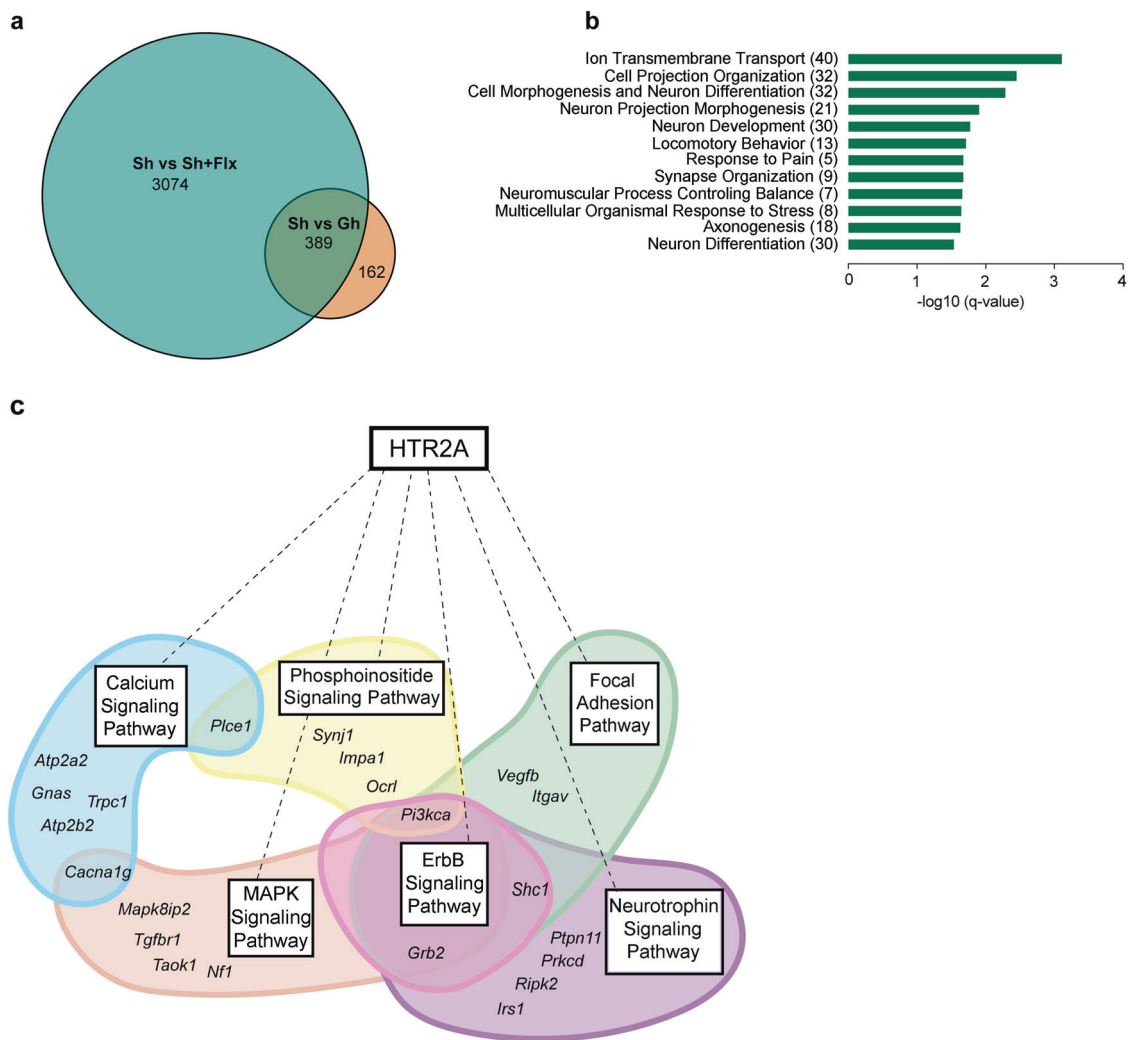 a
Sh vs Sh+Flx
3074
Sh vs Gh
389
162
b
Ion Transmembrane Transport (40)
Cell Projection Organization (32)
Cell Morphogenesis and Neuron Differentiation (32)
Neuron Projection Morphogenesis (21)
Neuron Development (30)
Locomotory Behavior (13)
Response to Pain (5)
Synapse Organization (9)
Neuromuscular Process Controling Balance (7)
Multicellular Organismal Response to Stress (8)
Axonogenesis (18)
Neuron Differentiation (30)
0 1 2 3 4
-log10 (q-value)
c
HTR2A
Calcium
Signaling
Pathway
Plce1
Atp2a2
Gnas
Trpc1
Atp2b2
Cacna1g
Phosphoinositide
Signaling Pathway
Synj1
Impa1
Ocrl
Pi3kca
Focal
Adhesion
Pathway
Vegfb
Itgav
MAPK
Signaling
Pathway
Mapk8ip2
Tgfbr1
Taok1
Nf1
ErbB
Signaling
Pathway
Shc1
Grb2
Neurotrophin
Signaling
Pathway
Ptpn11
Prkcd
Ripk2
Irs1